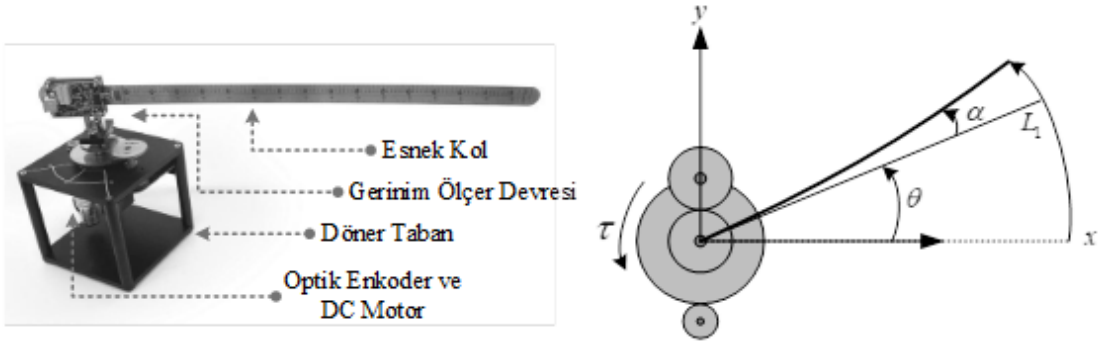 Esnek Kol
Gerinim Ölçer Devresi
Döner Taban
Optik Enkoder ve
DC Motor
y
α
L₁
θ
τ
x